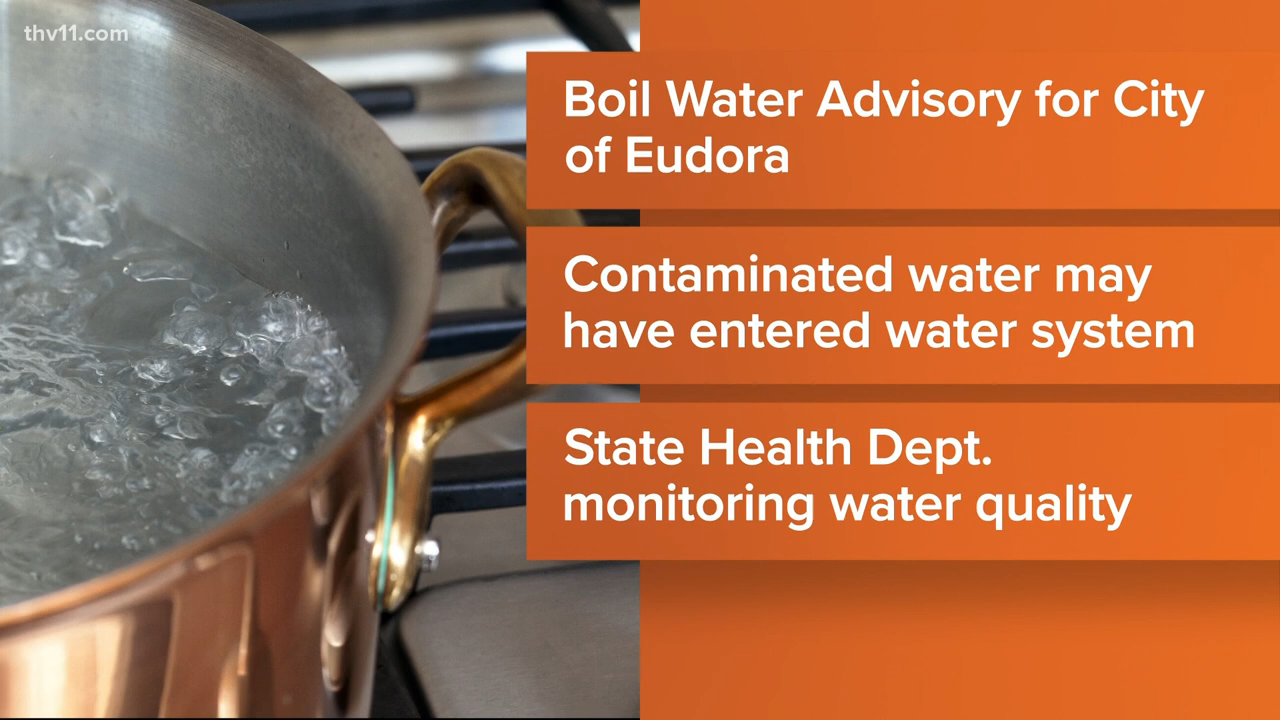 thv11.com
Boil Water Advisory for City
of Eudora
Contaminated water may
have entered water system
State Health Dept.
monitoring water quality